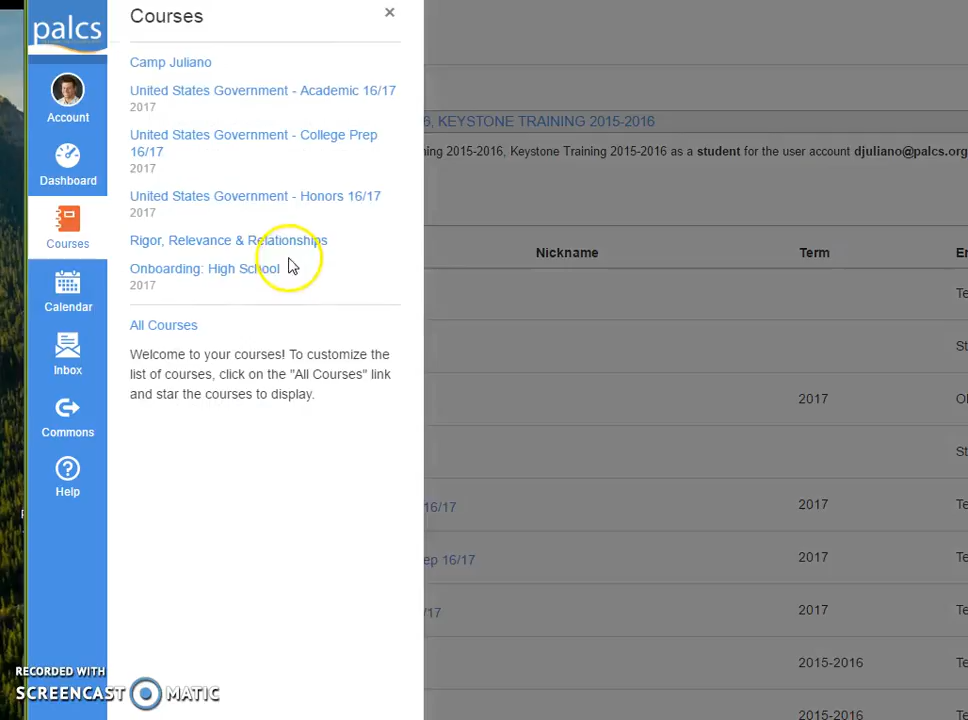 palcs
Account
Dashboard
Courses
Calendar
Inbox
Commons
Help
Courses
×
Camp Juliano
United States Government - Academic 16/17
2017
United States Government - College Prep
16/17
2017
United States Government - Honors 16/17
2017
Rigor, Relevance & Relationships
Onboarding: High School
2017
All Courses
Welcome to your courses! To customize the
list of courses, click on the "All Courses" link
and star the courses to display.
6, KEYSTONE TRAINING 2015-2016
ning 2015-2016, Keystone Training 2015-2016 as a student for the user account djuliano@palcs.org
Nickname Term
2017
16/17 2017
ep 16/17 2017
/17 2017
2015-2016
2015-2016
RECORDED WITH
SCREENCAST MATIC